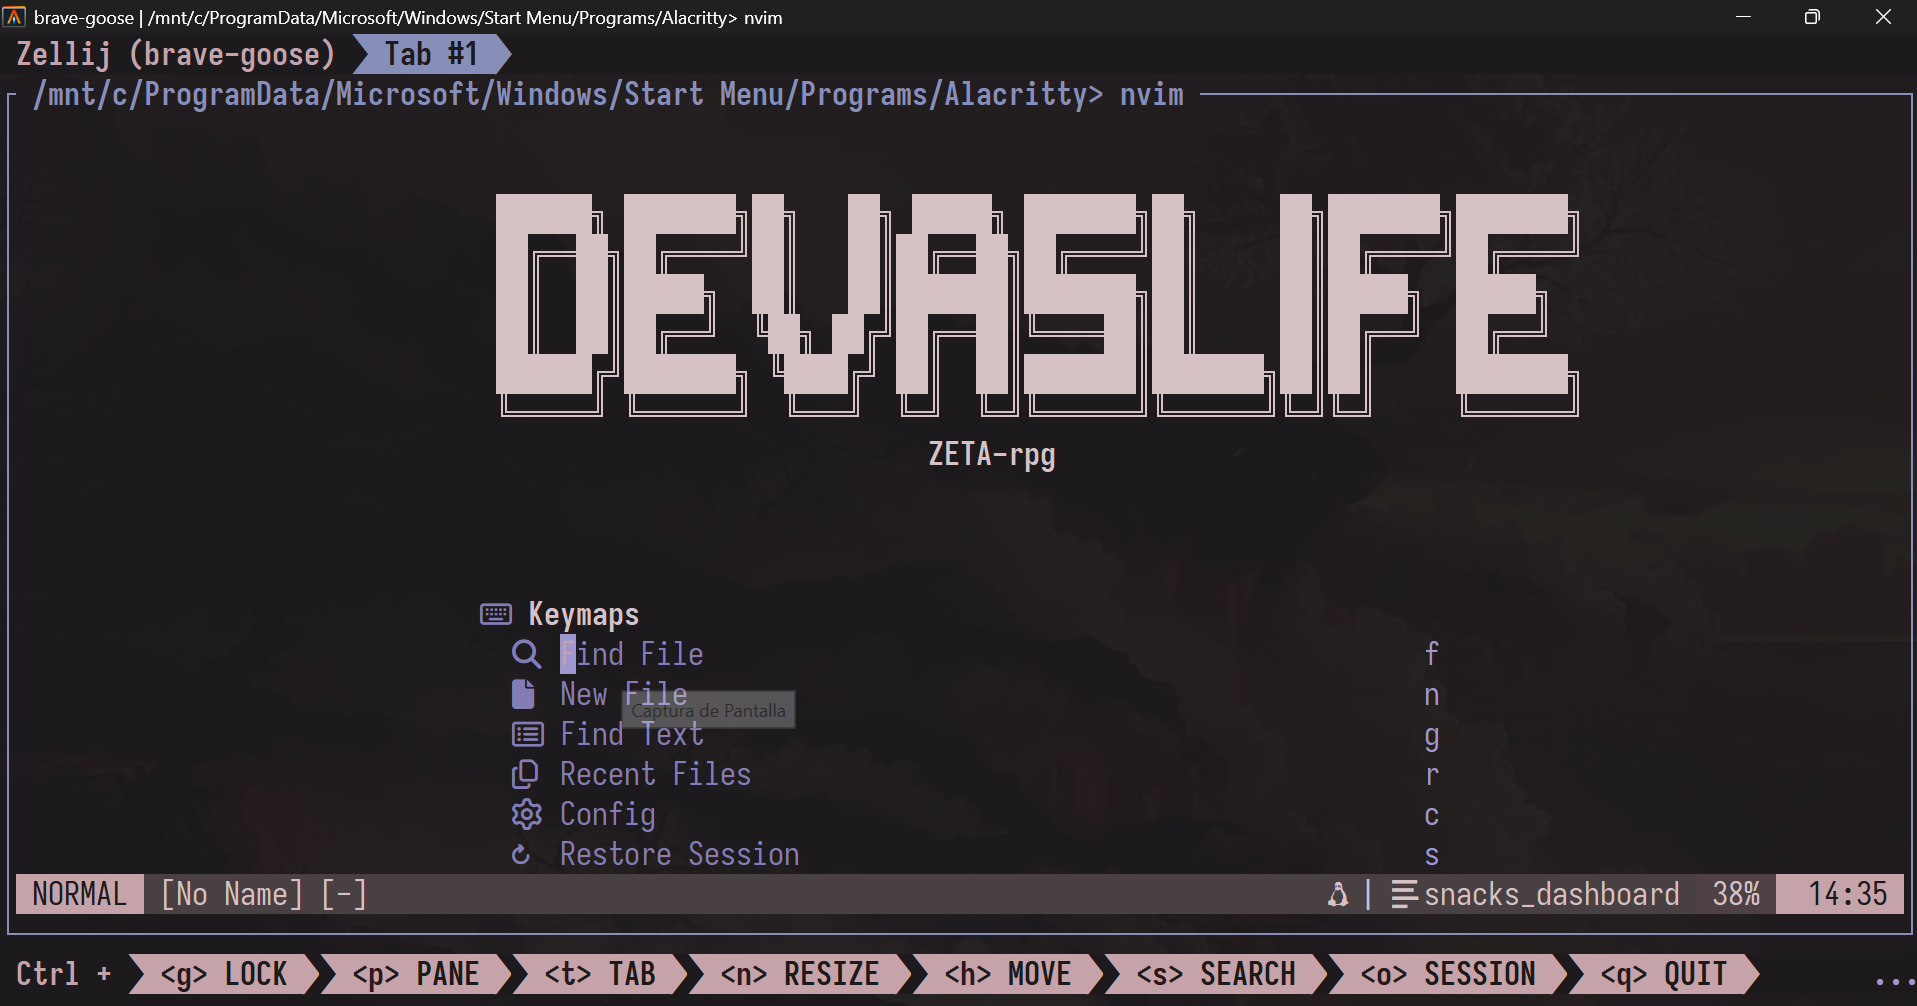 brave-goose | /mnt/c/ProgramData/Microsoft/Windows/Start Menu/Programs/Alacritty> nvim
Zellij (brave-goose) Tab #1
/mnt/c/ProgramData/Microsoft/Windows/Start Menu/Programs/Alacritty> nvim
DEVASLIFE
ZETA-rpg
Keymaps
Find File f
New File n
Captura de Pantalla
Find Text g
Recent Files r
Config c
Restore Session s
NORMAL [No Name] [-] | snacks_dashboard 38% 14:35
Ctrl + <g> LOCK <p> PANE <t> TAB <n> RESIZE <h> MOVE <s> SEARCH <o> SESSION <q> QUIT ...